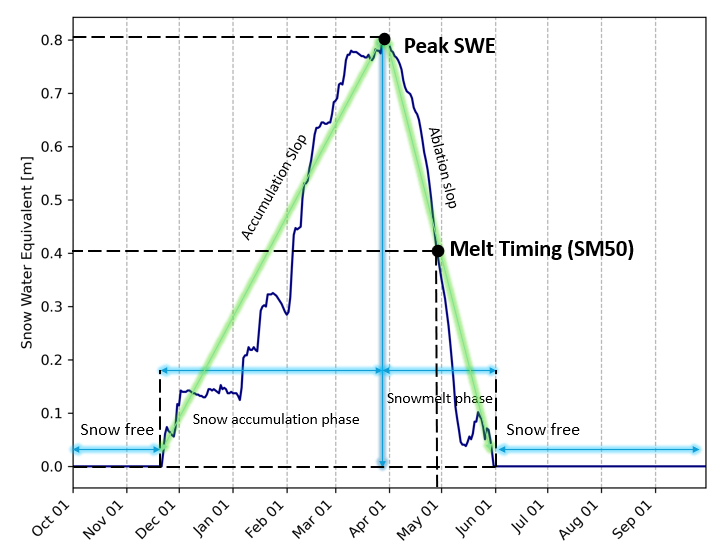 Snow Water Equivalent [m]
0.8
0.7
0.6
0.5
0.4
0.3
0.2
0.1
0.0
Peak SWE
Accumulation Slop
Ablation slop
Melt Timing (SM50)
Snowmelt phase
Snow accumulation phase
Snow free
Snow free
Oct 01
Nov 01
Dec 01
Jan 01
Feb 01
Mar 01
Apr 01
May 01
Jun 01
Jul 01
Aug 01
Sep 01